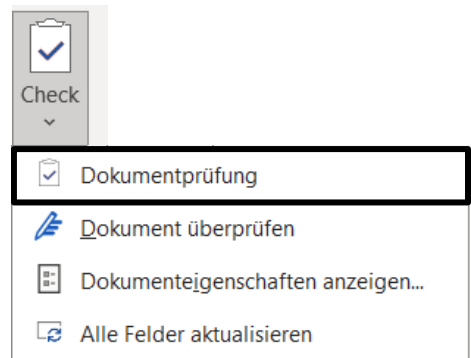 Check
Dokumentprüfung
Dokument überprüfen
Dokumenteigenschaften anzeigen...
Alle Felder aktualisieren